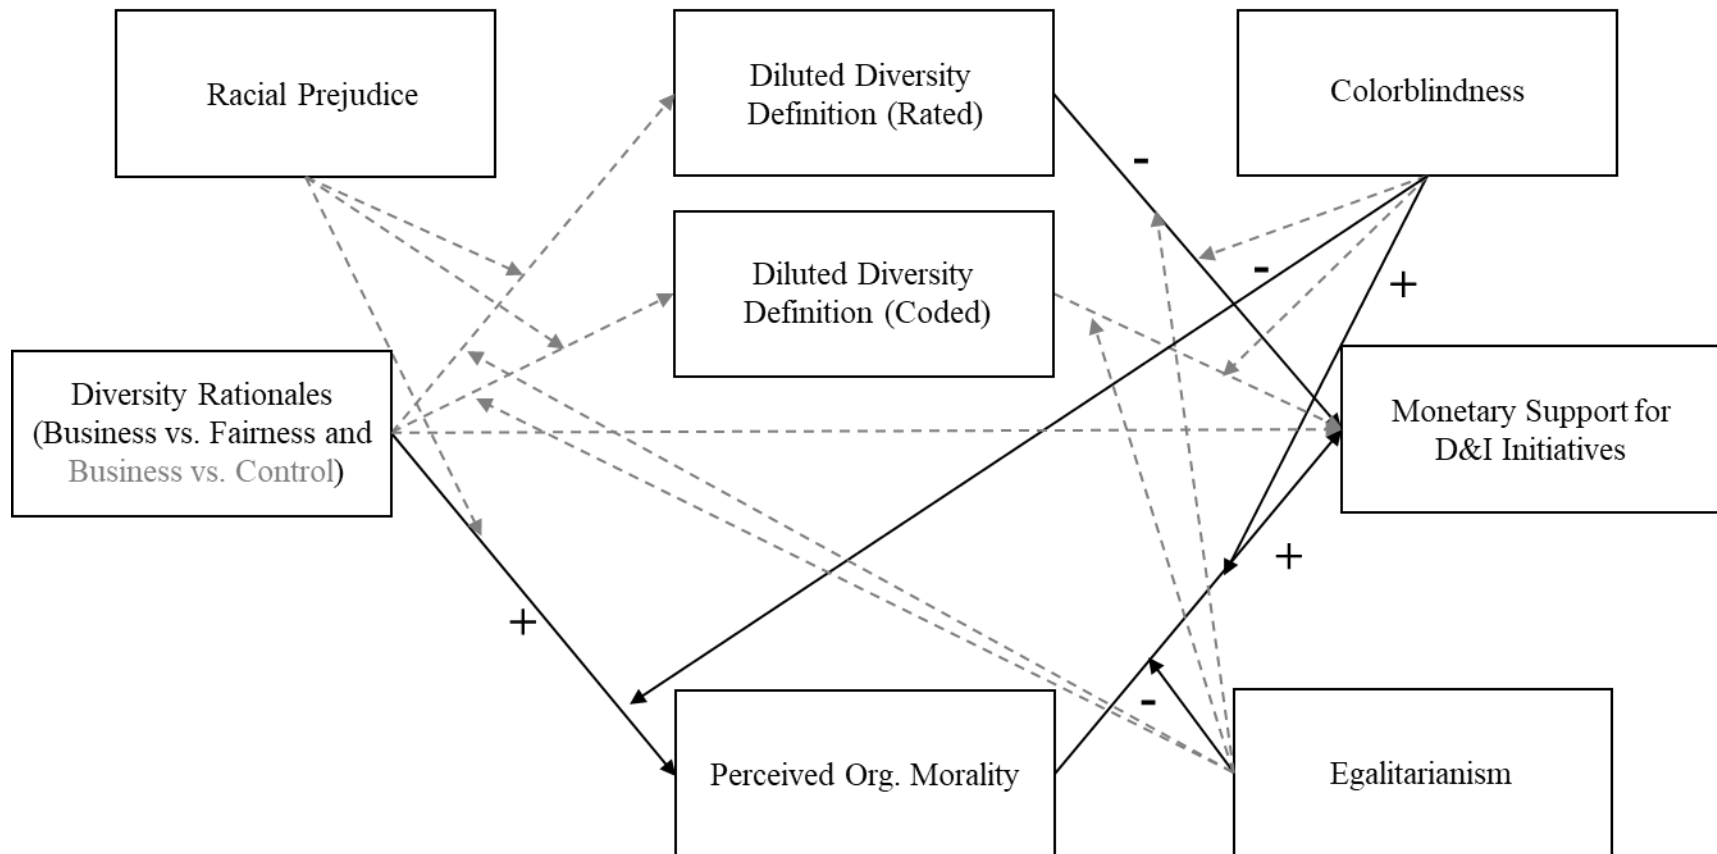 Racial Prejudice
Diluted Diversity
Definition (Rated)
Colorblindness
-
-
+
Diluted Diversity
Definition (Coded)
Diversity Rationales
(Business vs. Fairness and
Business vs. Control)
Monetary Support for
D&I Initiatives
+
+
-
Perceived Org. Morality
Egalitarianism